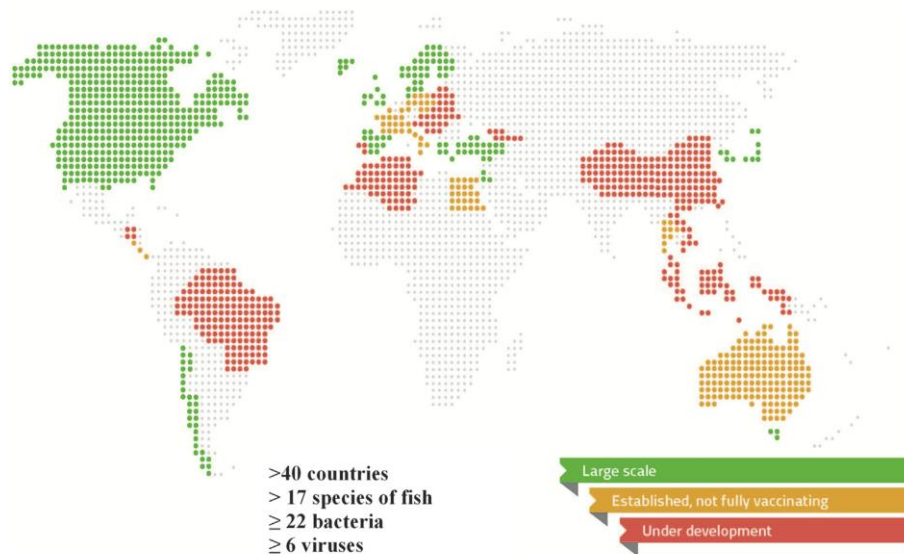 >40 countries
> 17 species of fish
≥ 22 bacteria
≥ 6 viruses
Large scale
Established, not fully vaccinating
Under development